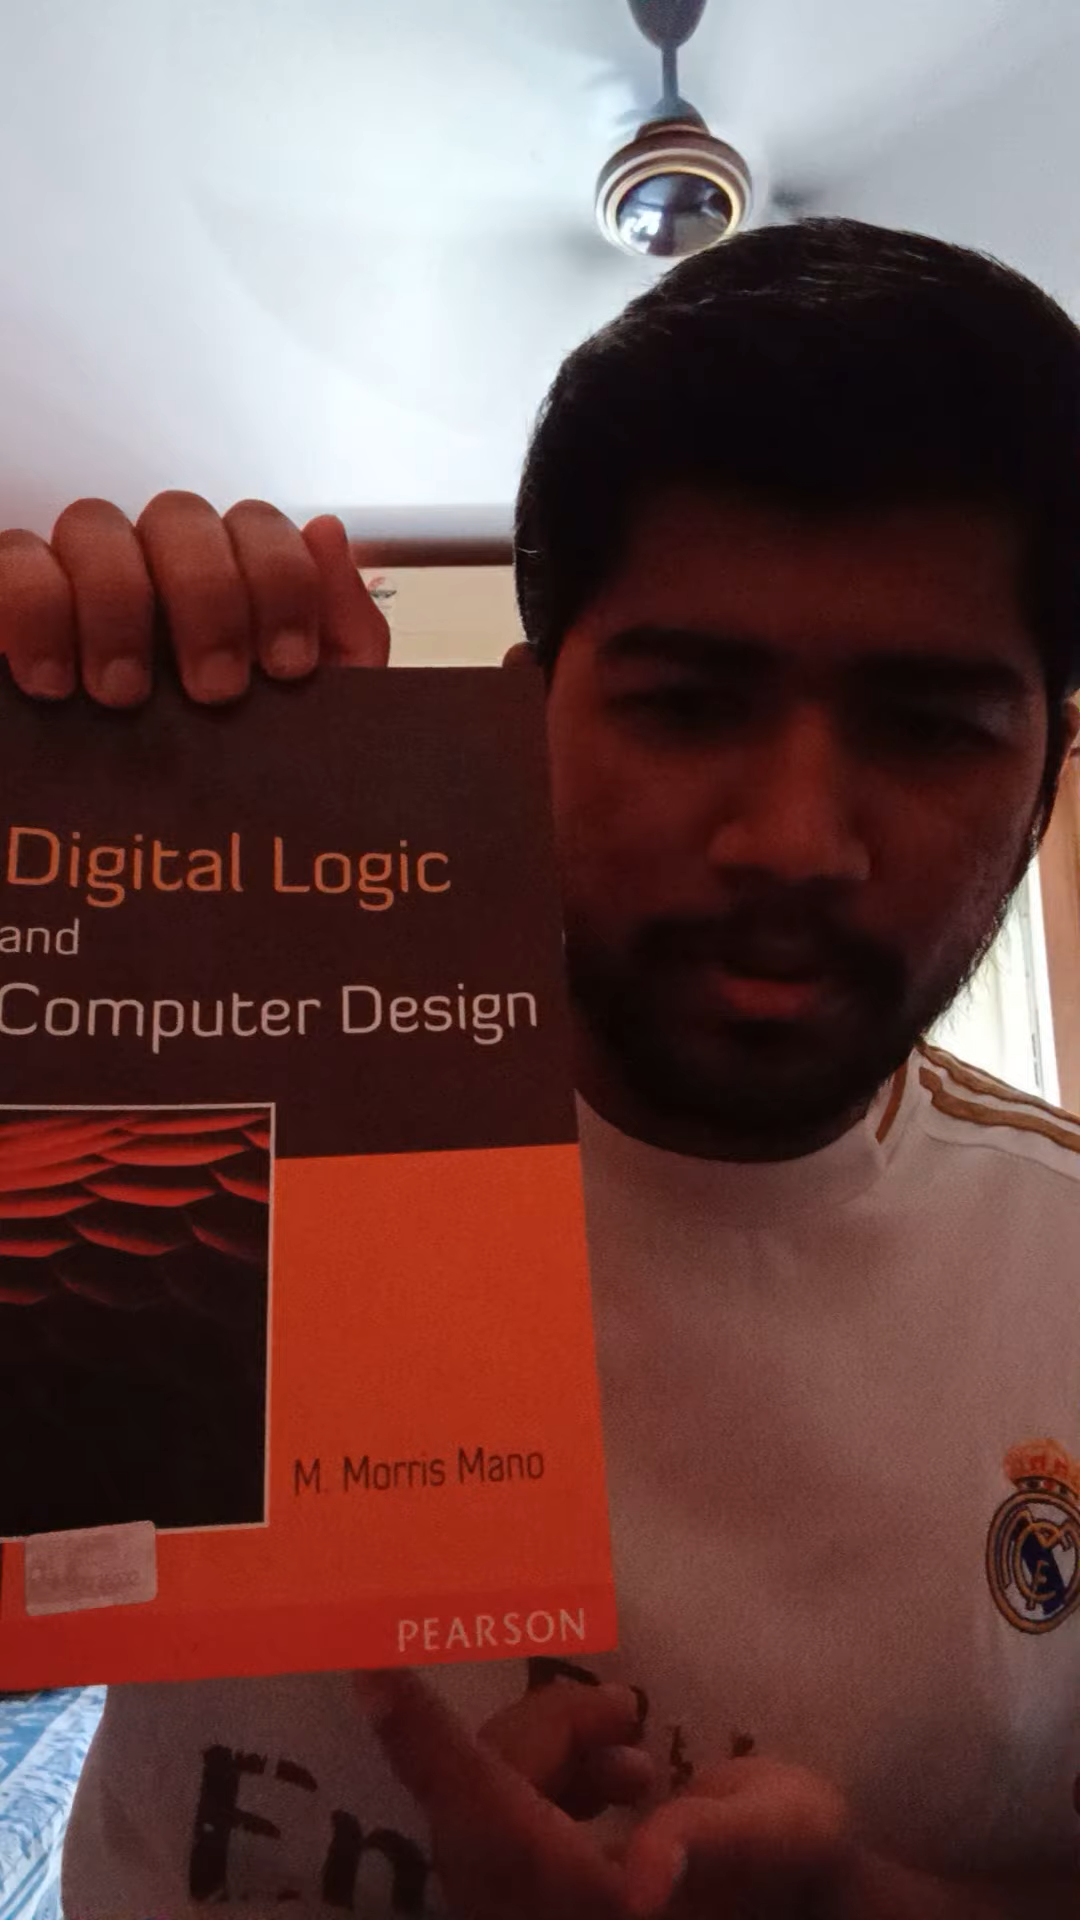 Digital Logic
and
Computer Design
M. Morris Mano
PEARSON